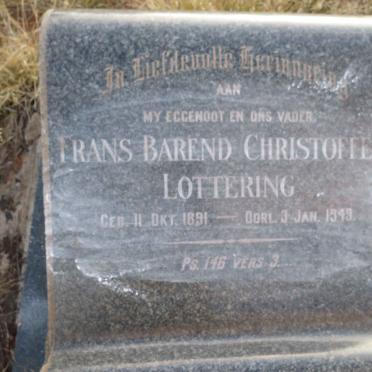 In Liefdevolle Herinnering
AAN
MY EGGENOOT EN ONS VADER.
FRANS BAREND CHRISTOFFE
LOTTERING
GEB. 11 OKT. 1891 — OORL. 3 JAN. 1949.
PS. 146 VERS 3.